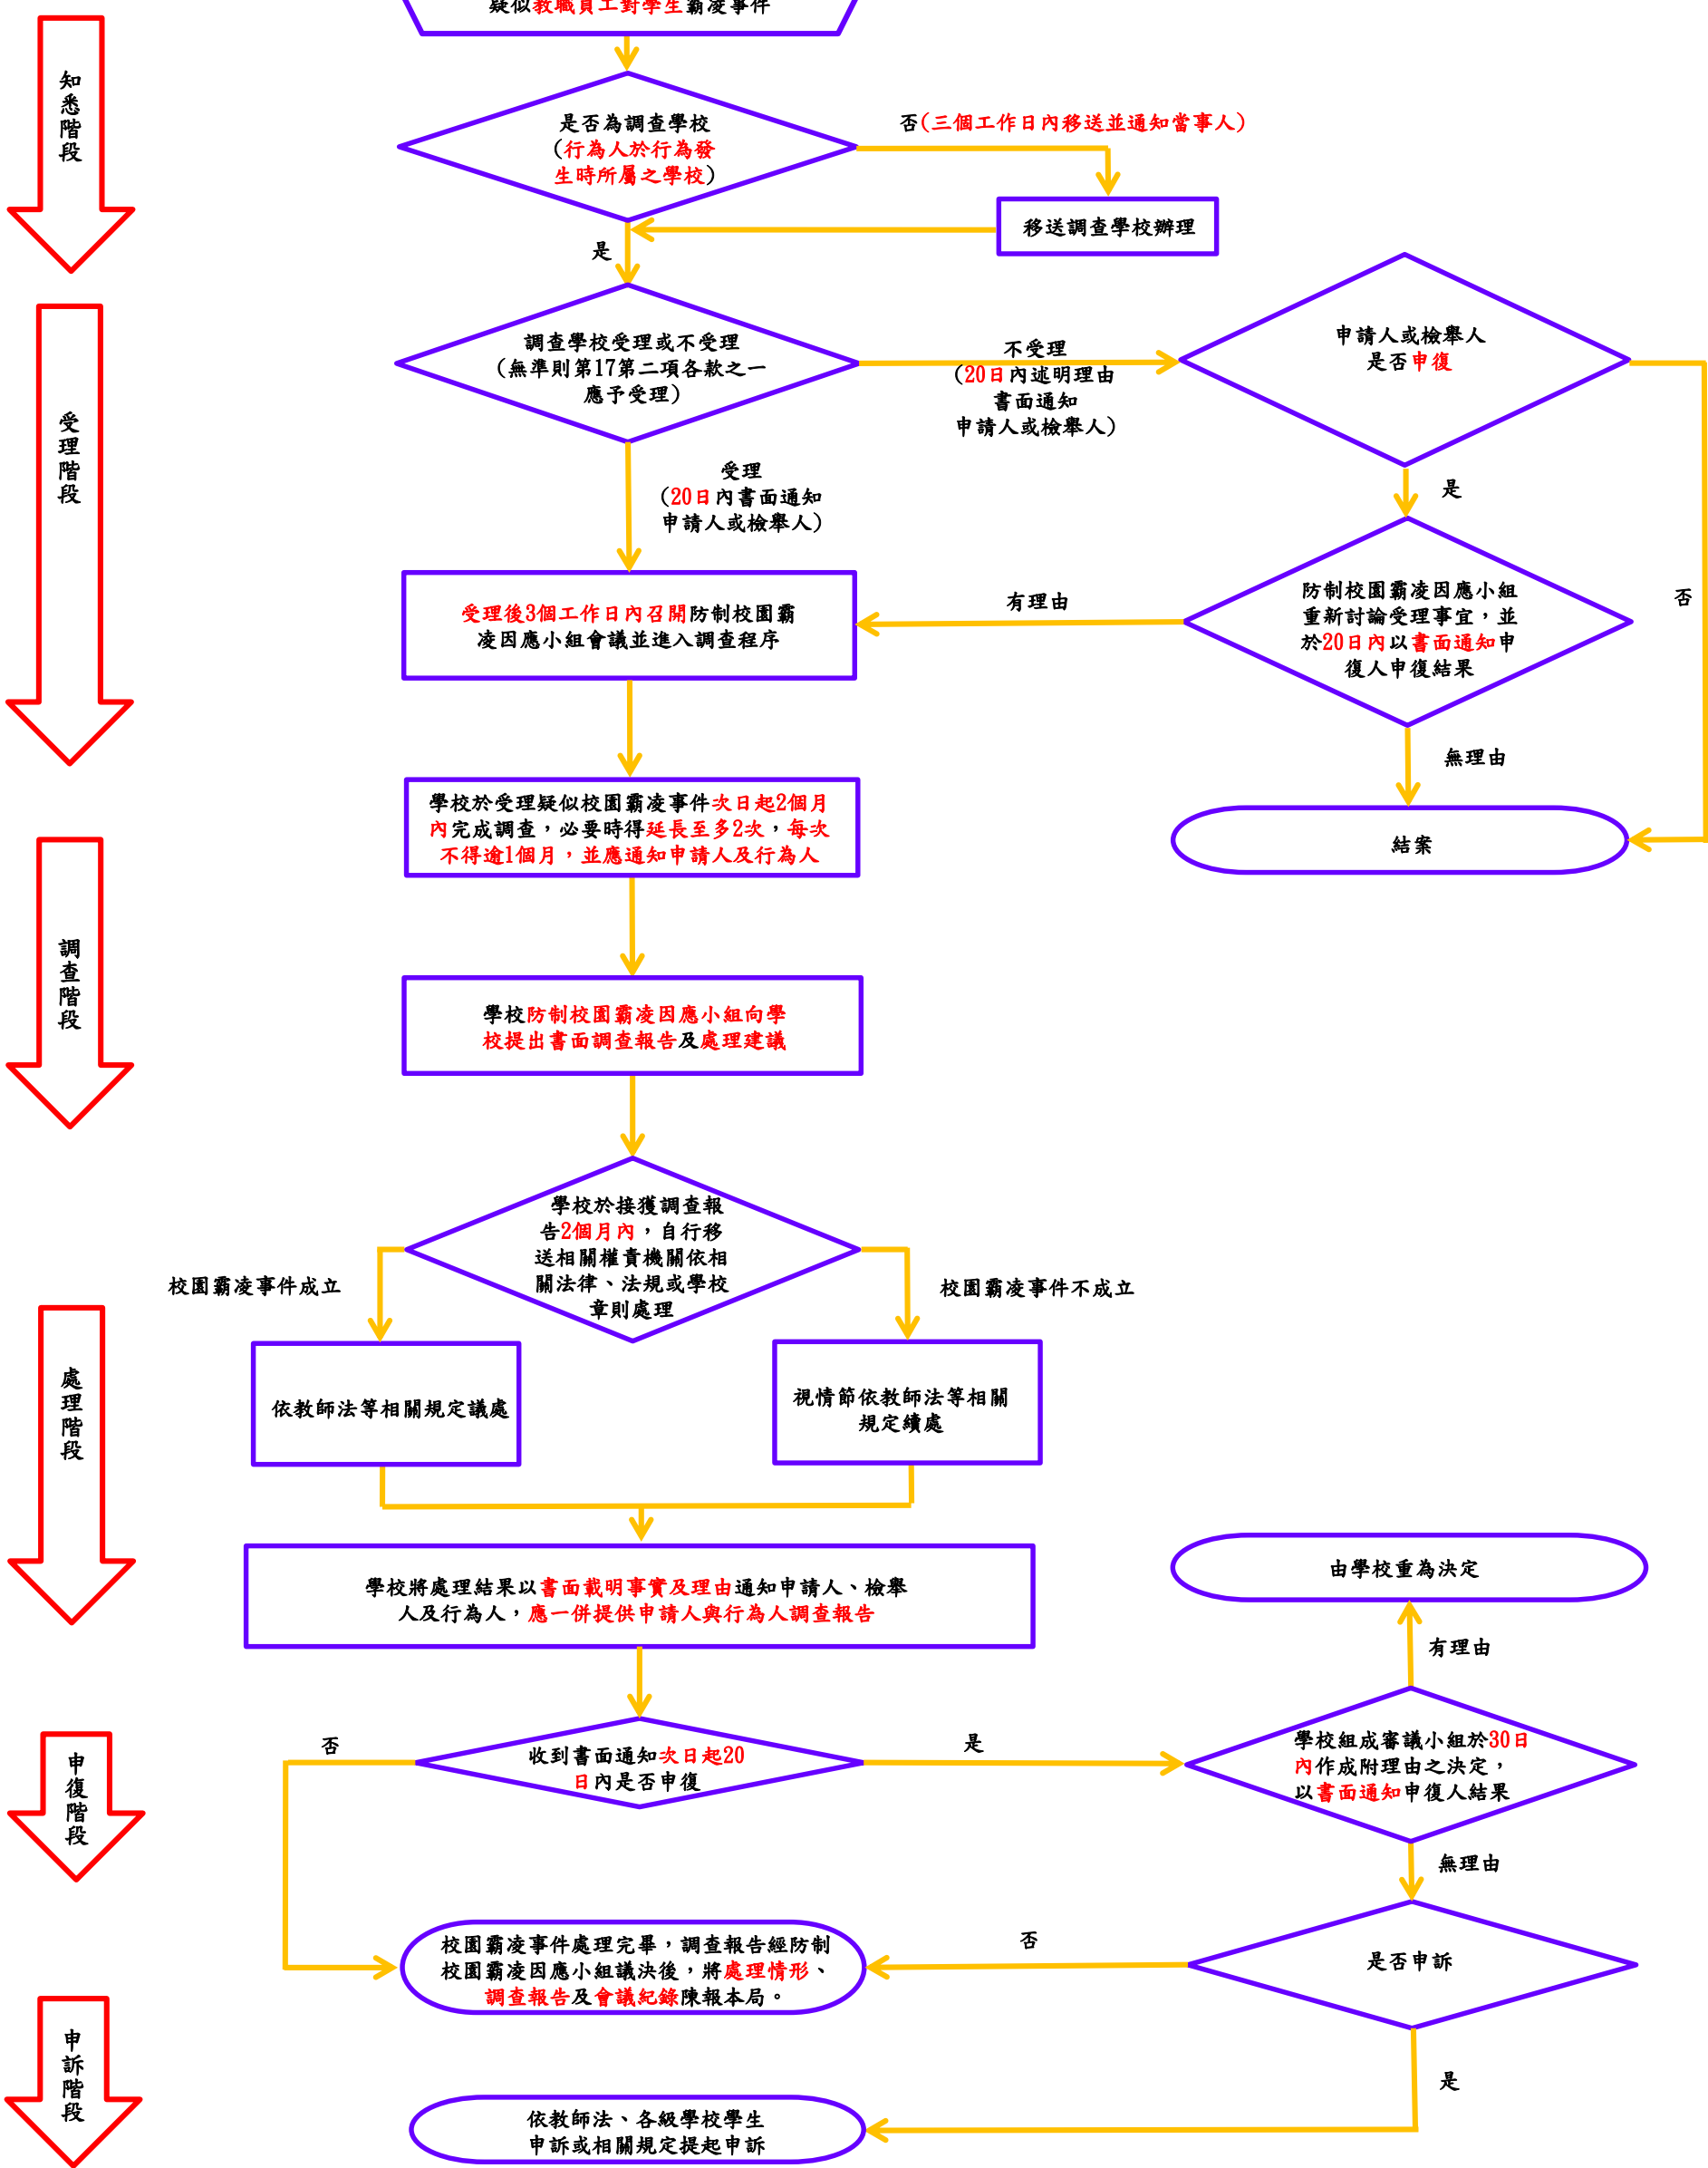 疑似教職員工對學生霸凌事件
知悉階段
是否為調查學校
(行為人於行為發
生時所屬之學校)
否(三個工作日內移送並通知當事人)
移送調查學校辦理
是
受理階段
調查學校受理或不受理
(無準則第17第二項各款之一
應予受理)
不受理
(20日內述明理由
書面通知
申請人或檢舉人)
申請人或檢舉人
是否申復
受理
(20日內書面通知
申請人或檢舉人)
是
否
受理後3個工作日內召開防制校園霸
凌因應小組會議並進入調查程序
有理由
防制校園霸凌因應小組
重新討論受理事宜，並
於20日內以書面通知申
復人申復結果
無理由
結案
調查階段
學校於受理疑似校園霸凌事件次日起2個月
內完成調查，必要時得延長至多2次，每次
不得逾1個月，並應通知申請人及行為人
學校防制校園霸凌因應小組向學
校提出書面調查報告及處理建議
處理階段
學校於接獲調查報
告2個月內，自行移
送相關權責機關依相
關法律、法規或學校
章則處理
校園霸凌事件成立
校園霸凌事件不成立
依教師法等相關規定議處
視情節依教師法等相關
規定續處
學校將處理結果以書面載明事實及理由通知申請人、檢舉
人及行為人，應一併提供申請人與行為人調查報告
由學校重為決定
有理由
申復階段
否
收到書面通知次日起20
日內是否申復
是
學校組成審議小組於30日
內作成附理由之決定，
以書面通知申復人結果
無理由
校園霸凌事件處理完畢，調查報告經防制
校園霸凌因應小組議決後，將處理情形、
調查報告及會議紀錄陳報本局。
否
是否申訴
申訴階段
是
依教師法、各級學校學生
申訴或相關規定提起申訴